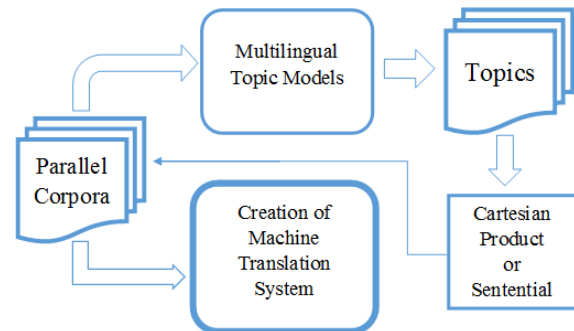 Multilingual
Topic Models
Topics
Parallel
Corpora
Creation of
Machine
Translation
System
Cartesian
Product
or
Sentential